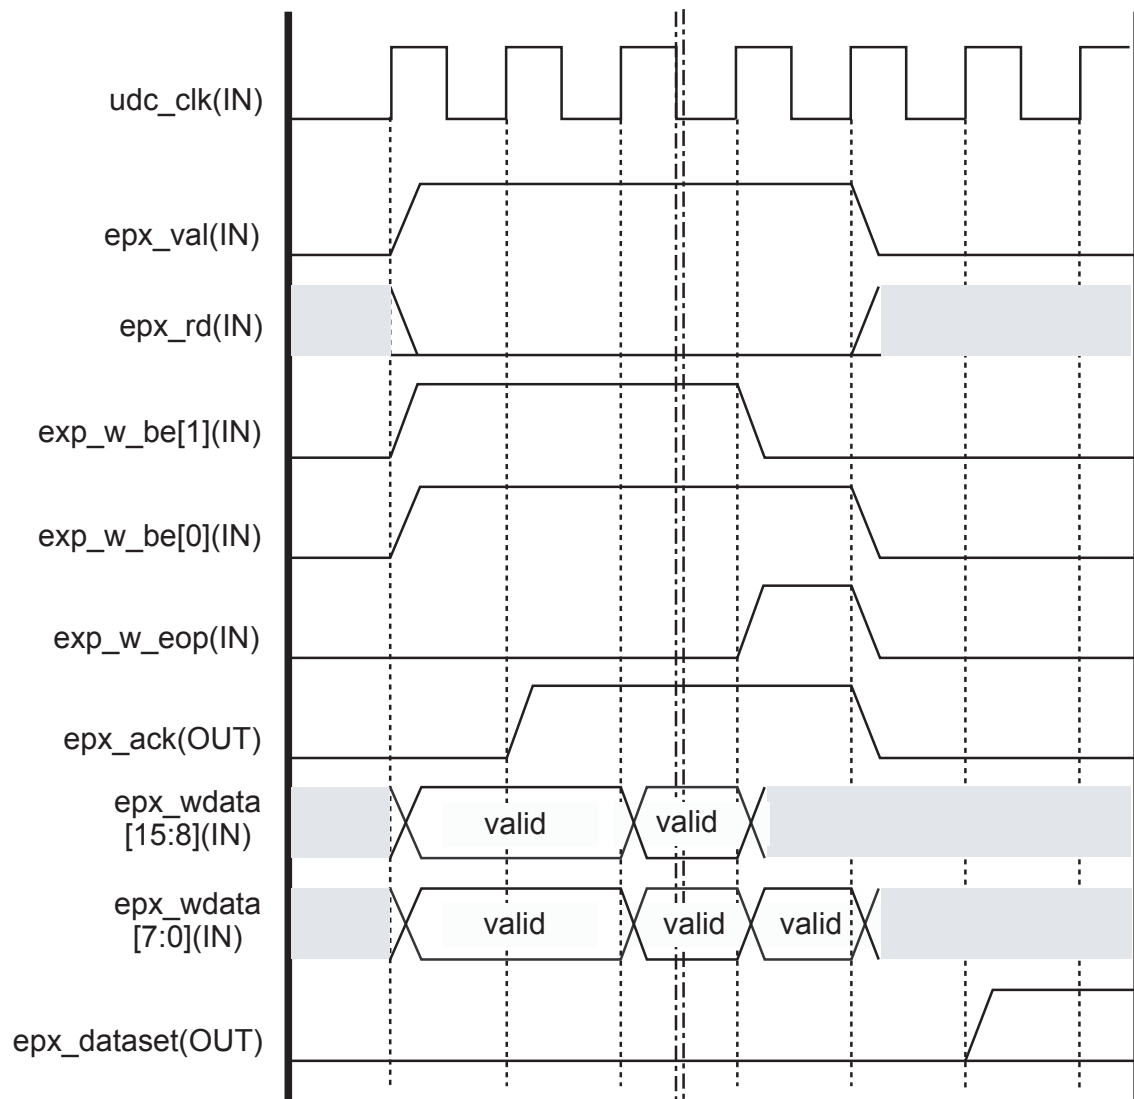 udc_clk(IN)
epx_val(IN)
epx_rd(IN)
exp_w_be[1](IN)
exp_w_be[0](IN)
exp_w_eop(IN)
epx_ack(OUT)
epx_wdata
[15:8](IN)
valid valid
epx_wdata
[7:0](IN)
valid valid valid
epx_dataset(OUT)